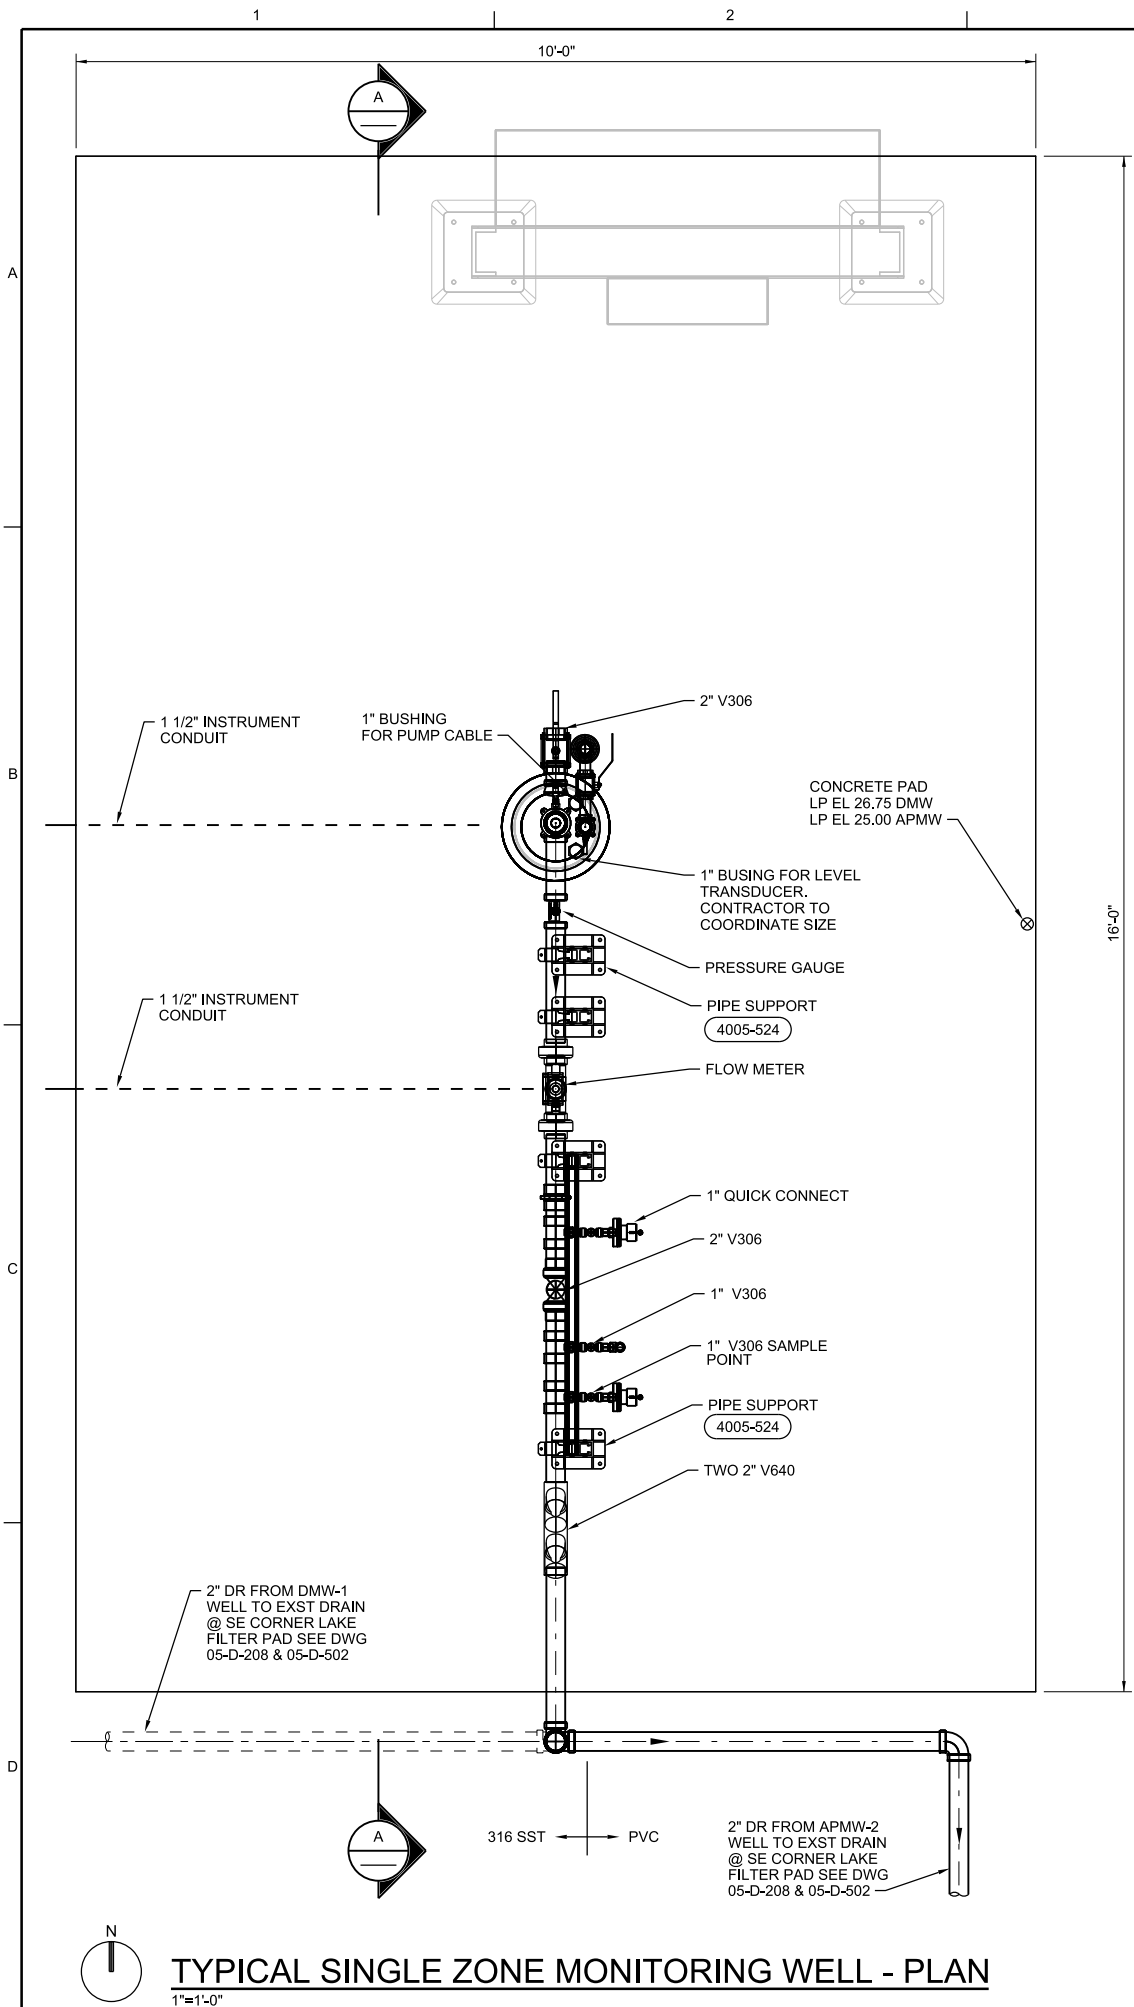 1
2
10'-0"
A
A
16'-0"
2" V306
1 1/2" INSTRUMENT
CONDUIT
1" BUSHING
FOR PUMP CABLE
B
CONCRETE PAD
LP EL 26.75 DMW
LP EL 25.00 APMW
1" BUSING FOR LEVEL
TRANSDUCER.
CONTRACTOR TO
COORDINATE SIZE
PRESSURE GAUGE
1 1/2" INSTRUMENT
CONDUIT
PIPE SUPPORT
4005-524
FLOW METER
1" QUICK CONNECT
2" V306
C
1" V306
1" V306 SAMPLE
POINT
PIPE SUPPORT
4005-524
TWO 2" V640
2" DR FROM DMW-1
WELL TO EXST DRAIN
@ SE CORNER LAKE
FILTER PAD SEE DWG
05-D-208 & 05-D-502
D
A
316 SST
PVC
2" DR FROM APMW-2
WELL TO EXST DRAIN
@ SE CORNER LAKE
FILTER PAD SEE DWG
05-D-208 & 05-D-502
N
TYPICAL SINGLE ZONE MONITORING WELL - PLAN
1"=1'-0"